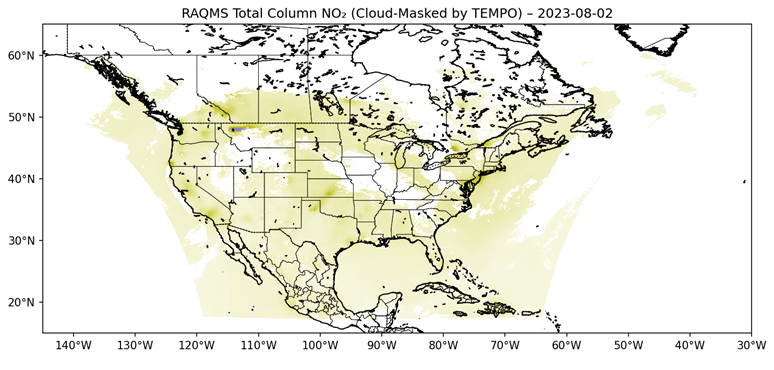 RAQMS Total Column NO₂ (Cloud-Masked by TEMPO) – 2023-08-02
60°N
50°N
40°N
30°N
20°N
140°W 130°W 120°W 110°W 100°W 90°W 80°W 70°W 60°W 50°W 40°W 30°W